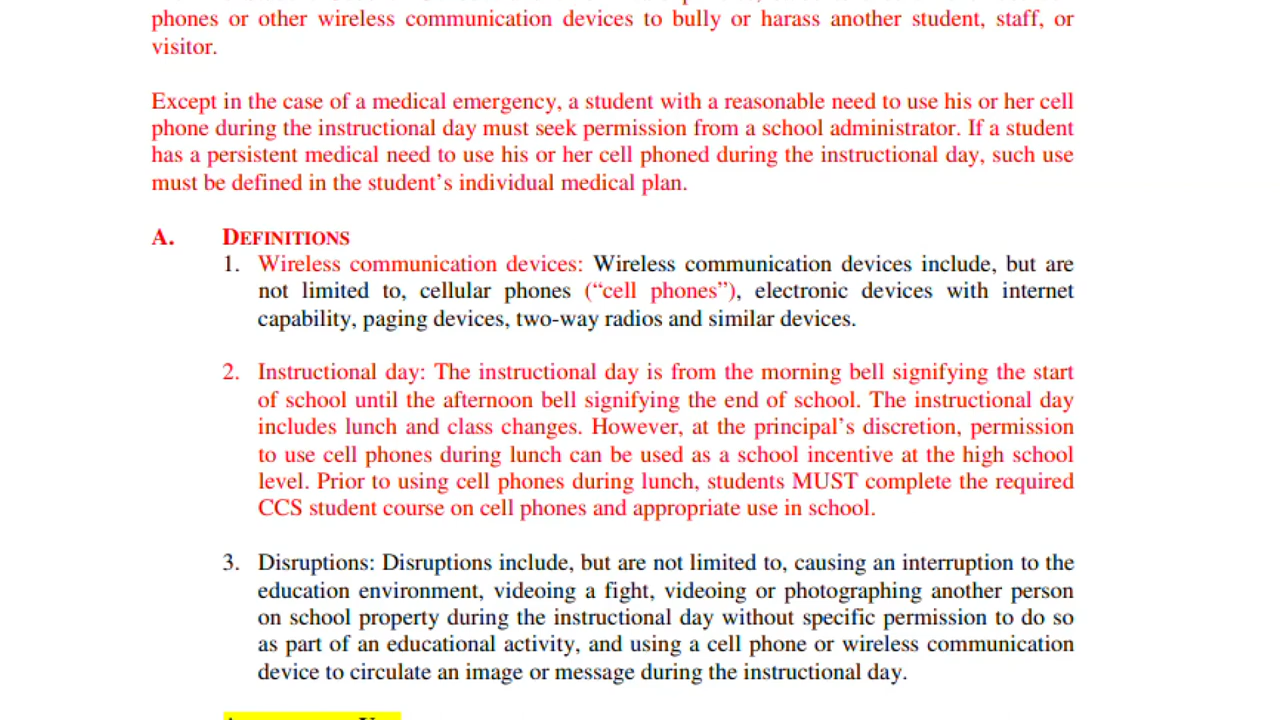 phones or other wireless communication devices to bully or harass another student, staff, or
visitor.
Except in the case of a medical emergency, a student with a reasonable need to use his or her cell
phone during the instructional day must seek permission from a school administrator. If a student
has a persistent medical need to use his or her cell phoned during the instructional day, such use
must be defined in the student’s individual medical plan.
A. DEFINITIONS
1. Wireless communication devices: Wireless communication devices include, but are
not limited to, cellular phones (“cell phones”), electronic devices with internet
capability, paging devices, two-way radios and similar devices.
2. Instructional day: The instructional day is from the morning bell signifying the start
of school until the afternoon bell signifying the end of school. The instructional day
includes lunch and class changes. However, at the principal’s discretion, permission
to use cell phones during lunch can be used as a school incentive at the high school
level. Prior to using cell phones during lunch, students MUST complete the required
CCS student course on cell phones and appropriate use in school.
3. Disruptions: Disruptions include, but are not limited to, causing an interruption to the
education environment, videoing a fight, videoing or photographing another person
on school property during the instructional day without specific permission to do so
as part of an educational activity, and using a cell phone or wireless communication
device to circulate an image or message during the instructional day.